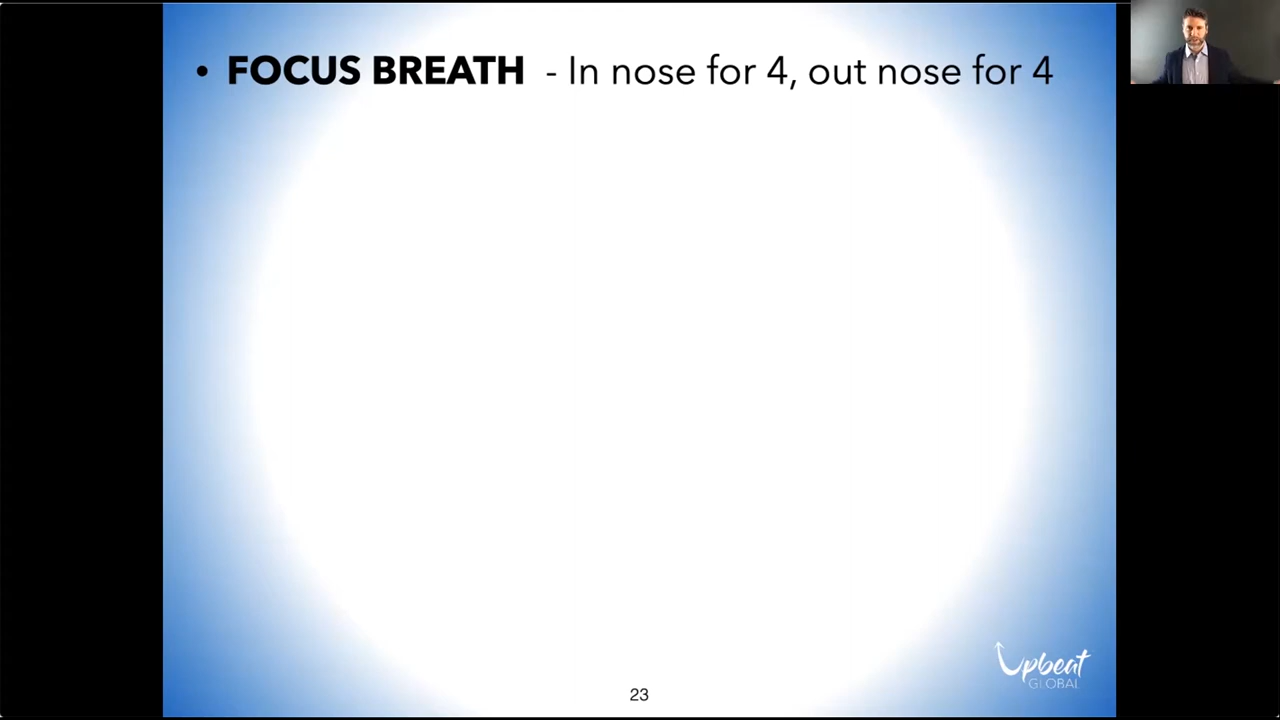 • FOCUS BREATH - In nose for 4, out nose for 4
Upbeat
GLOBAL
23